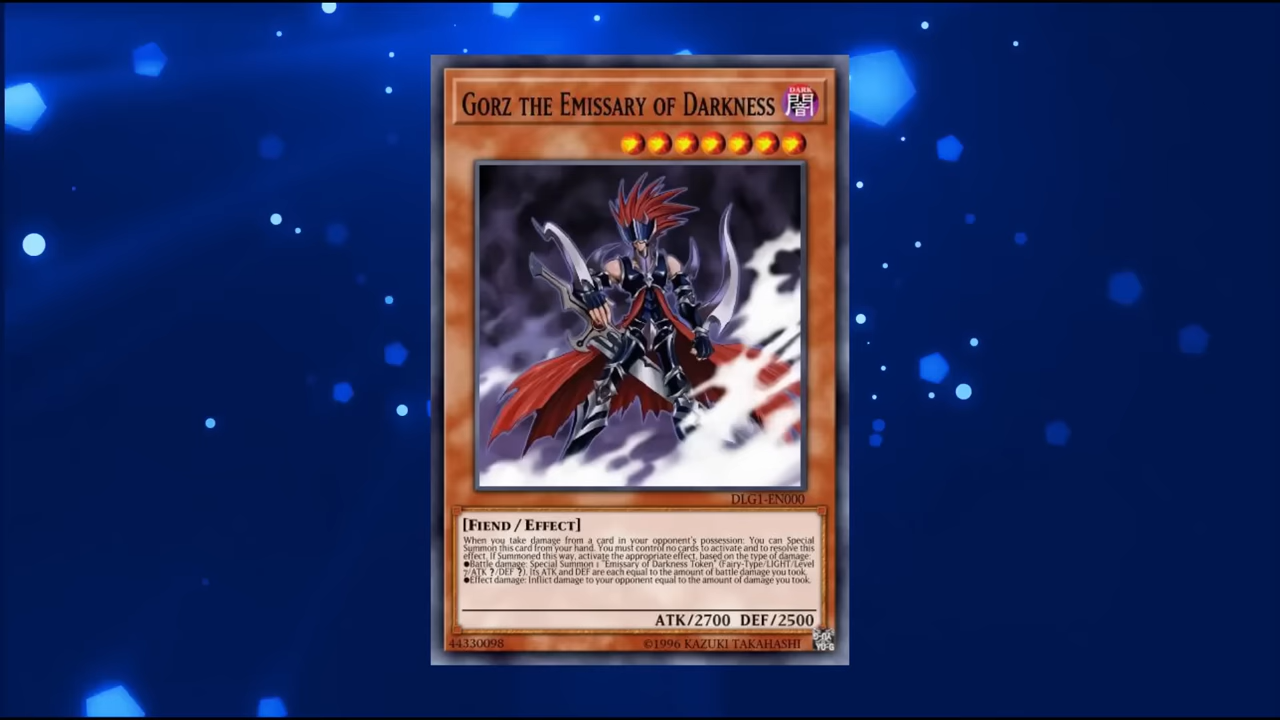 GORZ THE EMISSARY OF DARKNESS
DARK
闇
DLG1-EN000
[FIEND / EFFECT]
When you take damage from a card in your opponent's possession: You can Special
Summon this card from your hand. You must control no cards to activate and to resolve this
effect. If Summoned this way, activate the appropriate effect, based on the type of damage:
●Battle damage: Special Summon 1 "Emissary of Darkness Token" (Fairy-Type/LIGHT/Level
7/ATK ?/DEF ?). Its ATK and DEF are each equal to the amount of battle damage you took.
●Effect damage: Inflict damage to your opponent equal to the amount of damage you took.
ATK/2700 DEF/2500
44330098
©1996 KAZUKI TAKAHASHI